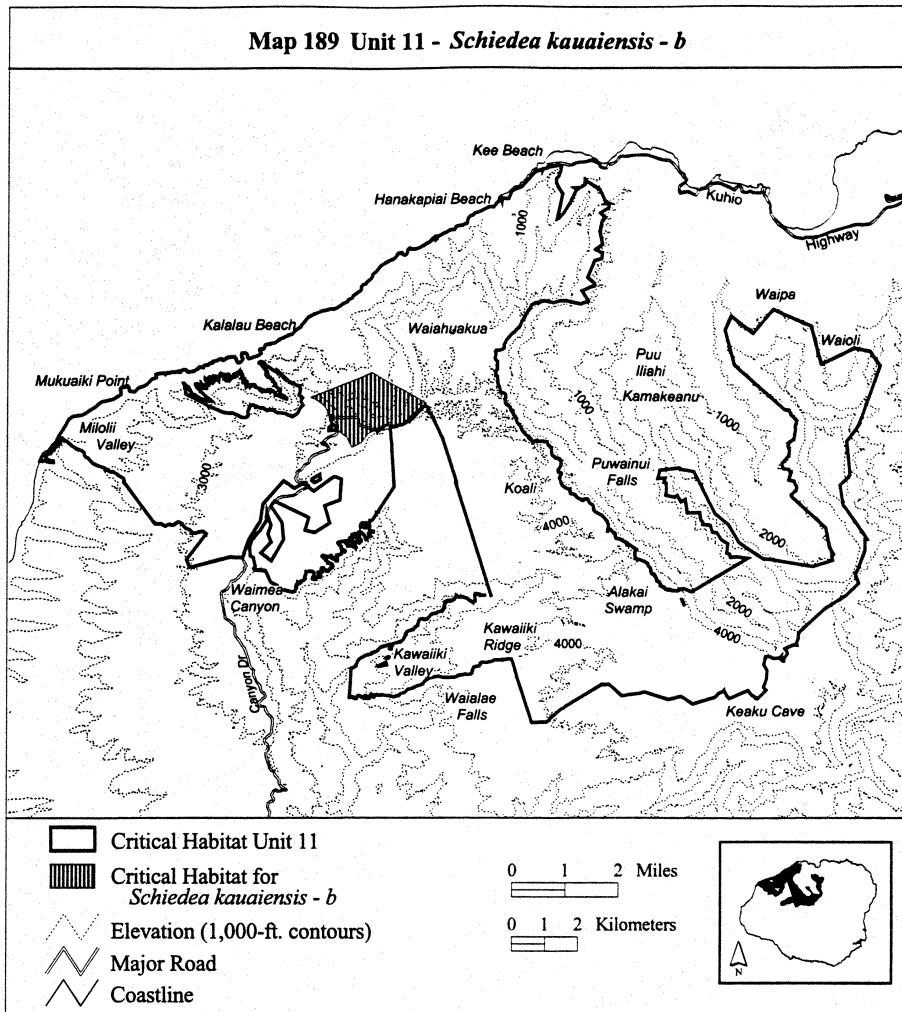 Map 189 Unit 11 - Schiedea kauaiensis - b
Kee Beach
Hanakapiai Beach
1000
Kuhio
Highway
Waipa
Kalalau Beach
Waiahuakua
Waioli
Mukuaiki Point
Puu
Iliahi
Kamakeanu
1000
1000
Milolii
Valley
3000
Puwainui
Falls
Koali
4000
2000
Waimea
Canyon
Alakai
Swamp
2000
4000
Kawaiiki
Ridge
4000
Kawaiiki
Valley
Waialae
Falls
Keaku Cave
Canyon Dr
Critical Habitat Unit 11
Critical Habitat for
Schiedea kauaiensis - b
Elevation (1,000-ft. contours)
Major Road
Coastline
0 1 2 Miles
0 1 2 Kilometers
N